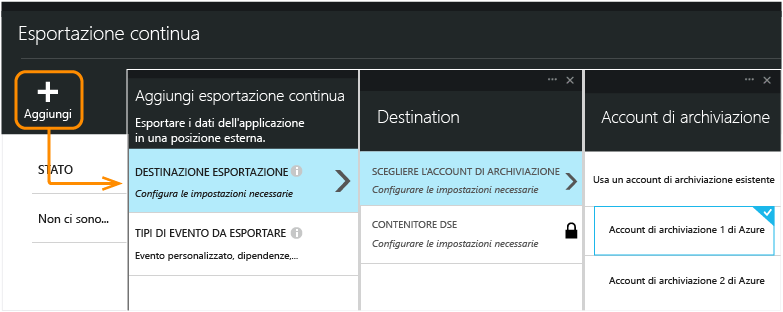 Esportazione continua
Aggiungi
STATO
Non ci sono...
Aggiungi esportazione continua
Esportare i dati dell'applicazione
in una posizione esterna.
DESTINAZIONE ESPORTAZIONE
Configura le impostazioni necessarie
TIPI DI EVENTO DA ESPORTARE
Evento personalizzato, dipendenze,...
Destination
SCEGLIERE L'ACCOUNT DI ARCHIVIAZIONE
Configurare le impostazioni necessarie
CONTENITORE DSE
Configurare le impostazioni necessarie
Account di archiviazione
Usa un account di archiviazione esistente
Account di archiviazione 1 di Azure
Account di archiviazione 2 di Azure